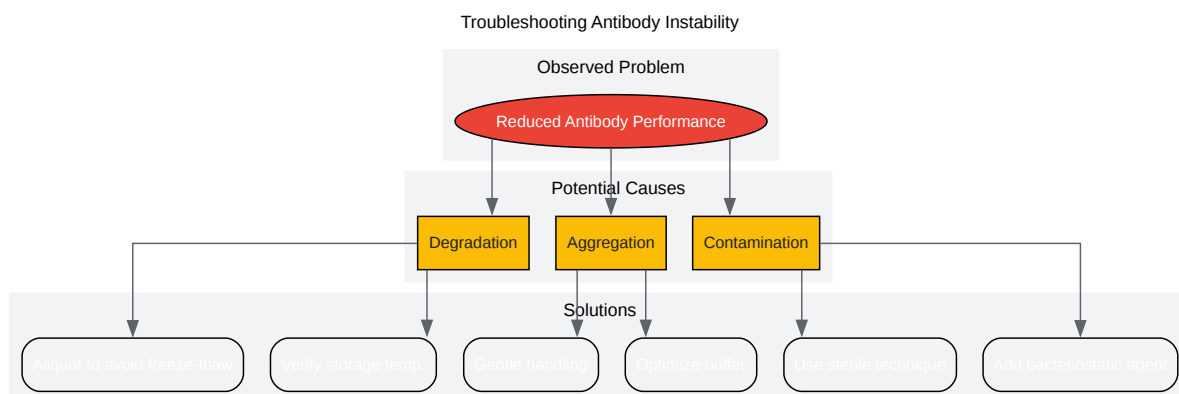 Troubleshooting Antibody Instability
Observed Problem
Reduced Antibody Performance
Potential Causes
Degradation
Aggregation
Contamination
Solutions
Aliquot to avoid freeze-thaw
Verify storage temp.
Gentle handling
Optimize buffer
Use sterile technique
Add bacteriostatic agent